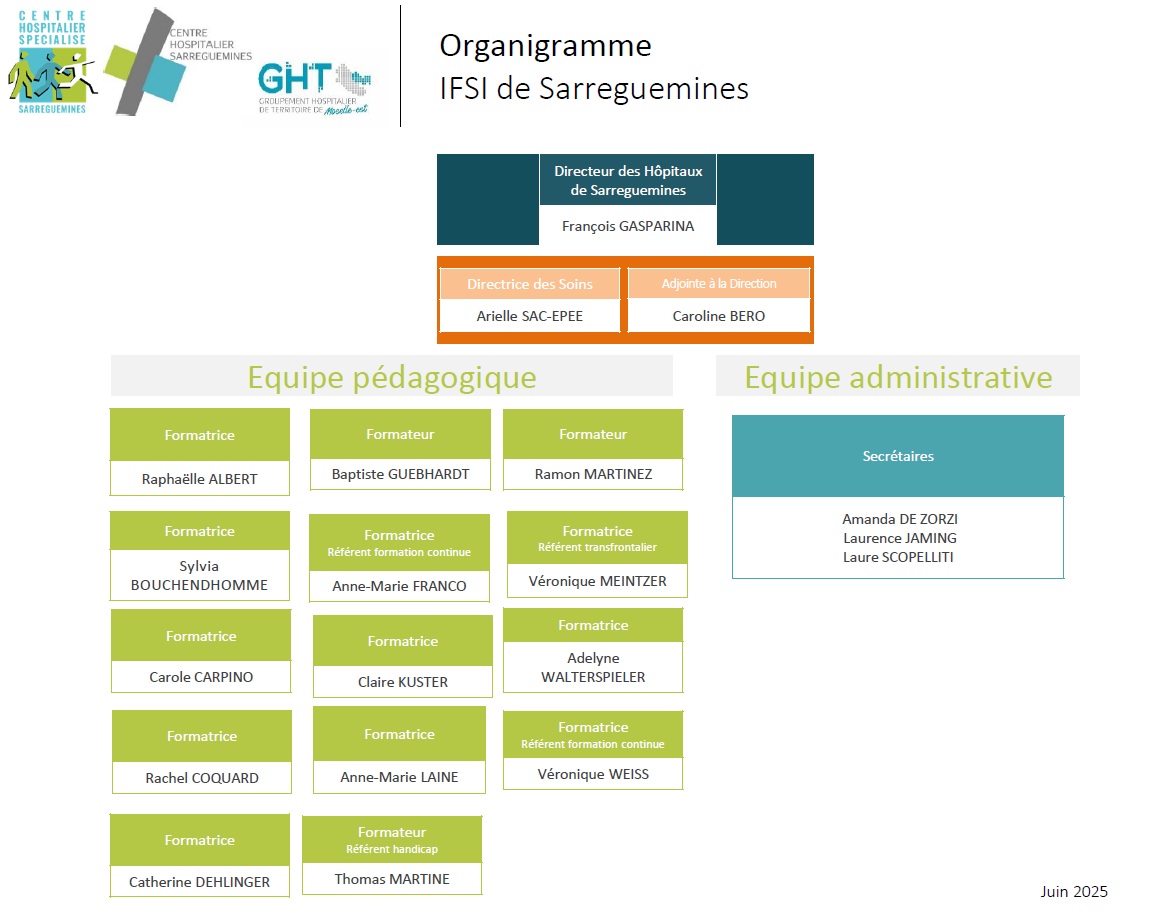 CENTRE
HOSPITALIER
SPECIALISE
SARREGUEMINES
CENTRE
HOSPITALIER
SARREGUEMINES
GHT
GROUPEMENT HOSPITALIER
DE TERRITOIRE DE Moselle-est
Organigramme
IFSI de Sarreguemines
Directeur des Hôpitaux
de Sarreguemines
François GASPARINA
Directrice des Soins
Arielle SAC-EPEE
Adjointe à la Direction
Caroline BERO
Equipe pédagogique
Formatrice
Raphaëlle ALBERT
Formateur
Baptiste GUEBHARDT
Formateur
Ramon MARTINEZ
Formatrice
Sylvia
BOUCHENDHOMME
Formatrice
Référent formation continue
Anne-Marie FRANCO
Formatrice
Référent transfrontalier
Véronique MEINTZER
Formatrice
Carole CARPINO
Formatrice
Claire KUSTER
Formatrice
Adelyne
WALTERSPIELER
Formatrice
Rachel COQUARD
Formatrice
Anne-Marie LAINE
Formatrice
Référent formation continue
Véronique WEISS
Formatrice
Catherine DEHLINGER
Formateur
Référent handicap
Thomas MARTINE
Equipe administrative
Secrétaires
Amanda DE ZORZI
Laurence JAMING
Laure SCOPELLITI
Juin 2025